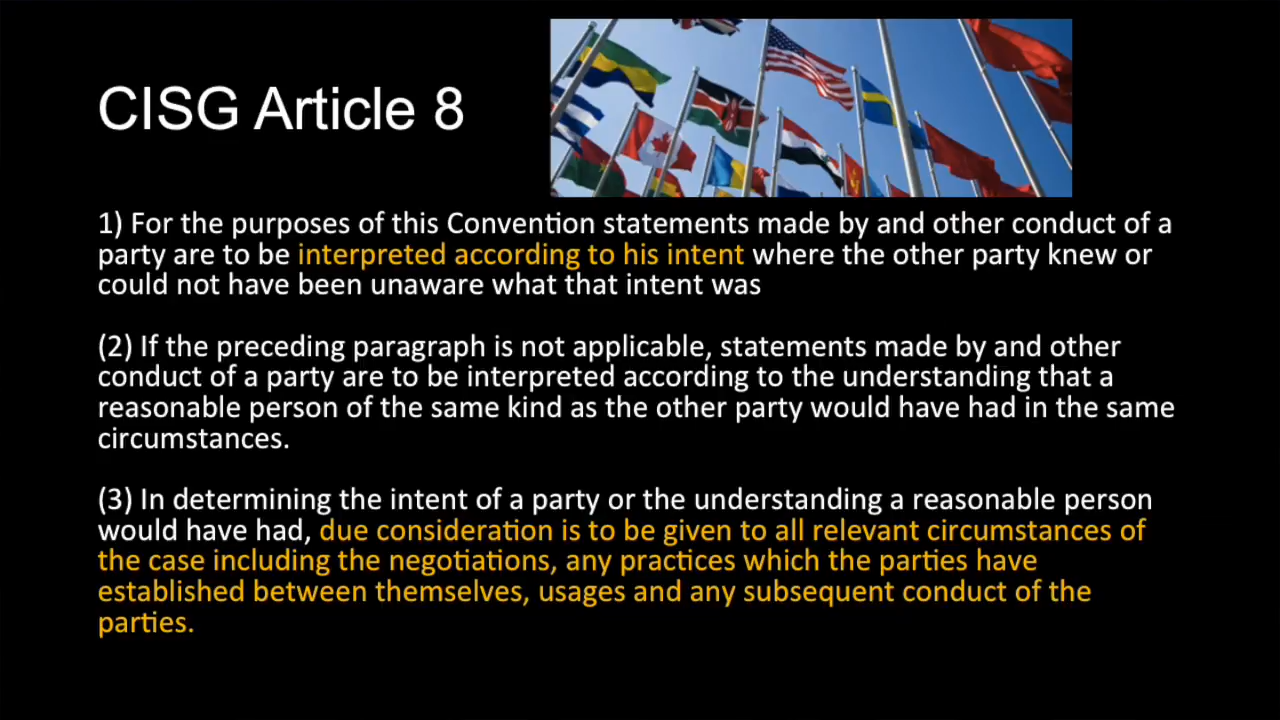 CISG Article 8
1) For the purposes of this Convention statements made by and other conduct of a
party are to be interpreted according to his intent where the other party knew or
could not have been unaware what that intent was
(2) If the preceding paragraph is not applicable, statements made by and other
conduct of a party are to be interpreted according to the understanding that a
reasonable person of the same kind as the other party would have had in the same
circumstances.
(3) In determining the intent of a party or the understanding a reasonable person
would have had, due consideration is to be given to all relevant circumstances of
the case including the negotiations, any practices which the parties have
established between themselves, usages and any subsequent conduct of the
parties.